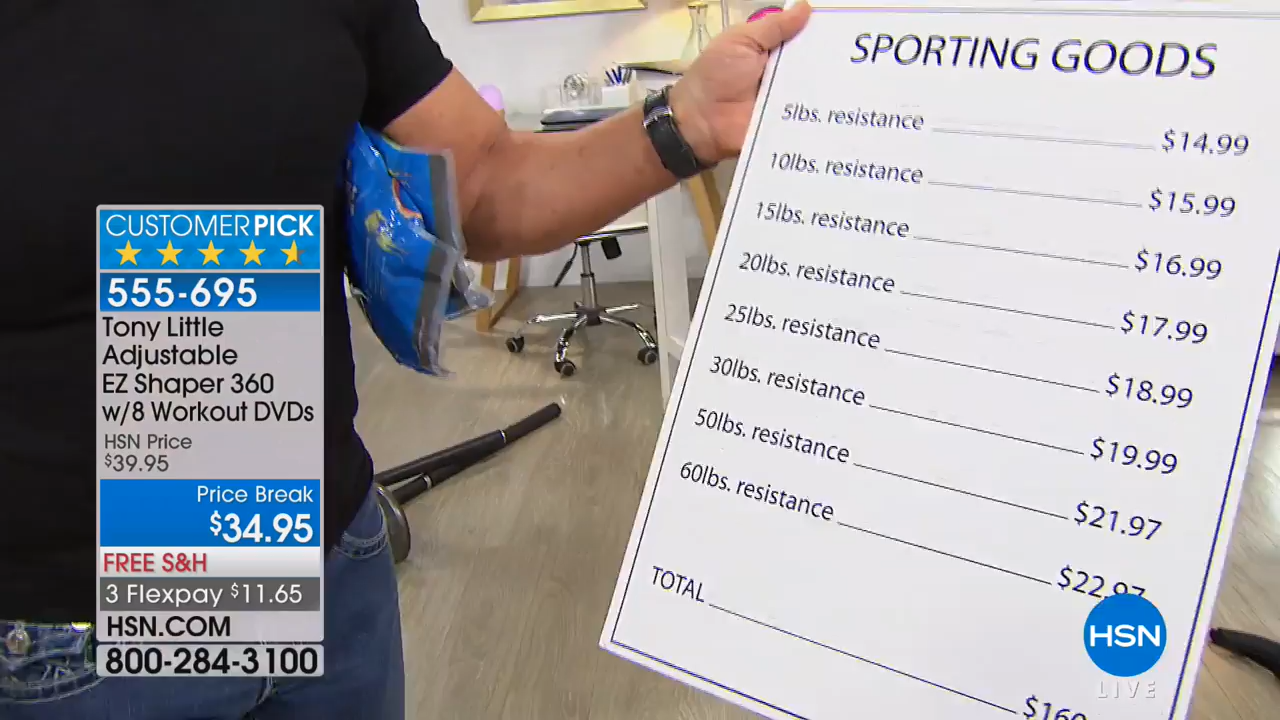 CUSTOMER PICK
555-695
Tony Little
Adjustable
EZ Shaper 360
w/8 Workout DVDs
HSN Price
$39.95
Price Break
$34.95
FREE S&H
3 Flexpay $11.65
HSN.COM
800-284-3100
SPORTING GOODS
5lbs. resistance $14.99
10lbs. resistance $15.99
15lbs. resistance $16.99
20lbs. resistance $17.99
25lbs. resistance $18.99
30lbs. resistance $19.99
50lbs. resistance $21.97
60lbs. resistance $22.97
TOTAL
HSN
LIVE